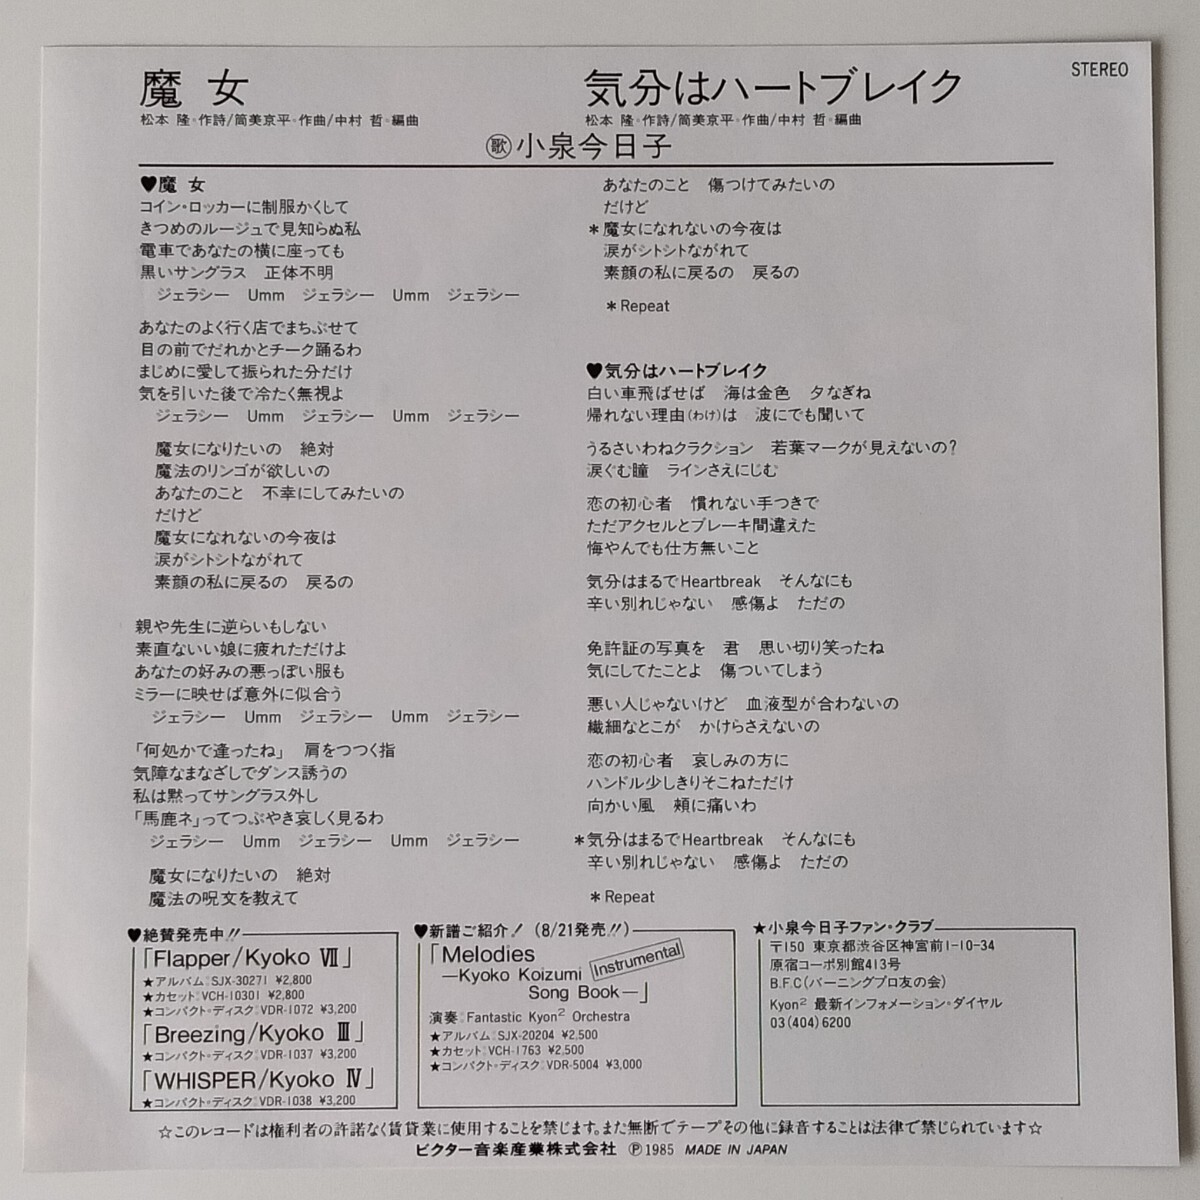 魔女
松本 隆・作詩/筒美京平・作曲/中村 哲・編曲
気分はハートブレイク
松本 隆・作詩/筒美京平・作曲/中村 哲・編曲
STEREO
歌 小泉今日子
♥魔 女
コイン・ロッカーに制服かくして
きつめのルージュで見知らぬ私
電車であなたの横に座っても
黒いサングラス 正体不明
ジェラシー Umm ジェラシー Umm ジェラシー
あなたのよく行く店でまちぶせて
目の前でだれかとチーク踊るわ
まじめに愛して振られた分だけ
気を引いた後で冷たく無視よ
ジェラシー Umm ジェラシー Umm ジェラシー
魔女になりたいの 絶対
魔法のリンゴが欲しいの
あなたのこと 不幸にしてみたいの
だけど
魔女になれないの今夜は
涙がシトシトながれて
素顔の私に戻るの 戻るの
親や先生に逆らいもしない
素直ないい娘に疲れただけよ
あなたの好みの悪っぽい服も
ミラーに映せば意外に似合う
ジェラシー Umm ジェラシー Umm ジェラシー
「何処かで逢ったね」 肩をつつく指
気障なまなざしでダンス誘うの
私は黙ってサングラス外し
「馬鹿ネ」ってつぶやき哀しく見るわ
ジェラシー Umm ジェラシー Umm ジェラシー
魔女になりたいの 絶対
魔法の呪文を教えて
あなたのこと 傷つけてみたいの
だけど
＊魔女になれないの今夜は
涙がシトシトながれて
素顔の私に戻るの 戻るの
＊Repeat
♥気分はハートブレイク
白い車飛ばせば 海は金色 夕なぎね
帰れない理由(わけ)は 波にでも聞いて
うるさいわねクラクション 若葉マークが見えないの?
涙ぐむ瞳 ラインさえにじむ
恋の初心者 慣れない手つきで
ただアクセルとブレーキ間違えた
悔やんでも仕方無いこと
気分はまるでHeartbreak そんなにも
辛い別れじゃない 感傷よ ただの
免許証の写真を 君 思い切り笑ったね
気にしてたことよ 傷ついてしまう
悪い人じゃないけど 血液型が合わないの
繊細なとこが かけらさえないの
恋の初心者 哀しみの方に
ハンドル少しきりそこねただけ
向かい風 頬に痛いわ
＊気分はまるでHeartbreak そんなにも
辛い別れじゃない 感傷よ ただの
＊Repeat
♥絶賛発売中!!
「Flapper/Kyoko Ⅶ」
★アルバム:SJX-30271 ¥2,800
★カセット:VCH-10301 ¥2,800
★コンパクト・ディスク:VDR-1072 ¥3,200
「Breezing/Kyoko Ⅲ」
★コンパクト・ディスク:VDR-1037 ¥3,200
「WHISPER/Kyoko Ⅳ」
★コンパクト・ディスク:VDR-1038 ¥3,200
♥新譜ご紹介! (8/21発売!!)
「Melodies
—Kyoko Koizumi Instrumental
Song Book—」
演奏:Fantastic Kyon² Orchestra
★アルバム:SJX-20204 ¥2,500
★カセット:VCH-1763 ¥2,500
★コンパクト・ディスク:VDR-5004 ¥3,000
★小泉今日子ファン・クラブ
〒150 東京都渋谷区神宮前1-10-34
原宿コーポ別館413号
B.F.C(バーニングプロ友の会)
Kyon² 最新インフォメーション・ダイヤル
03(404)6200
☆このレコードは権利者の許諾なく賃貸業に使用することを禁じます。また無断でテープその他に録音することは法律で禁じられています☆
ビクター音楽産業株式会社 Ⓟ1985 MADE IN JAPAN